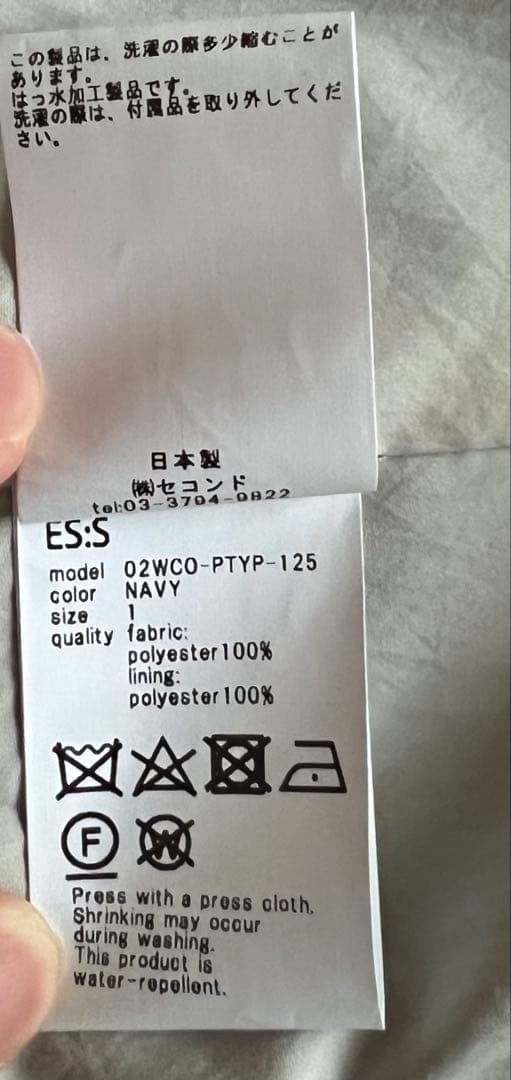 この製品は、洗濯の際多少縮むことが
あります。
はっ水加工製品です。
洗濯の際は、付属品を取り外してくだ
さい。
日本製
㈱セコンド
tel:03-3794-9822
ES:S
model 02WCO-PTYP-125
color NAVY
size 1
quality fabric:
polyester100%
lining:
polyester100%
F W
Press with a press cloth.
Shrinking may occur
during washing.
This product is
water-repellent.